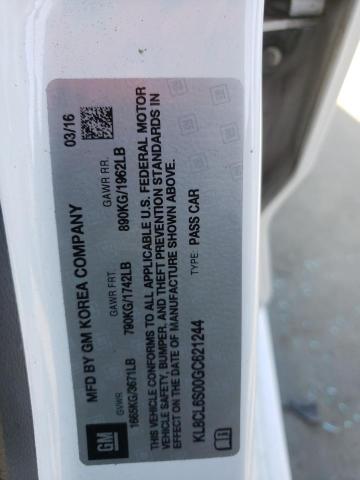 MFD BY GM KOREA COMPANY 03/16
GVWR GAWR FRT. GAWR RR.
1665KG/3671LB 790KG/1742LB 890KG/1962LB
THIS VEHICLE CONFORMS TO ALL APPLICABLE U.S. FEDERAL MOTOR
VEHICLE SAFETY, BUMPER, AND THEFT PREVENTION STANDARDS IN
EFFECT ON THE DATE OF MANUFACTURE SHOWN ABOVE.
KL8CL6S00GC621244 TYPE: PASS CAR
GM